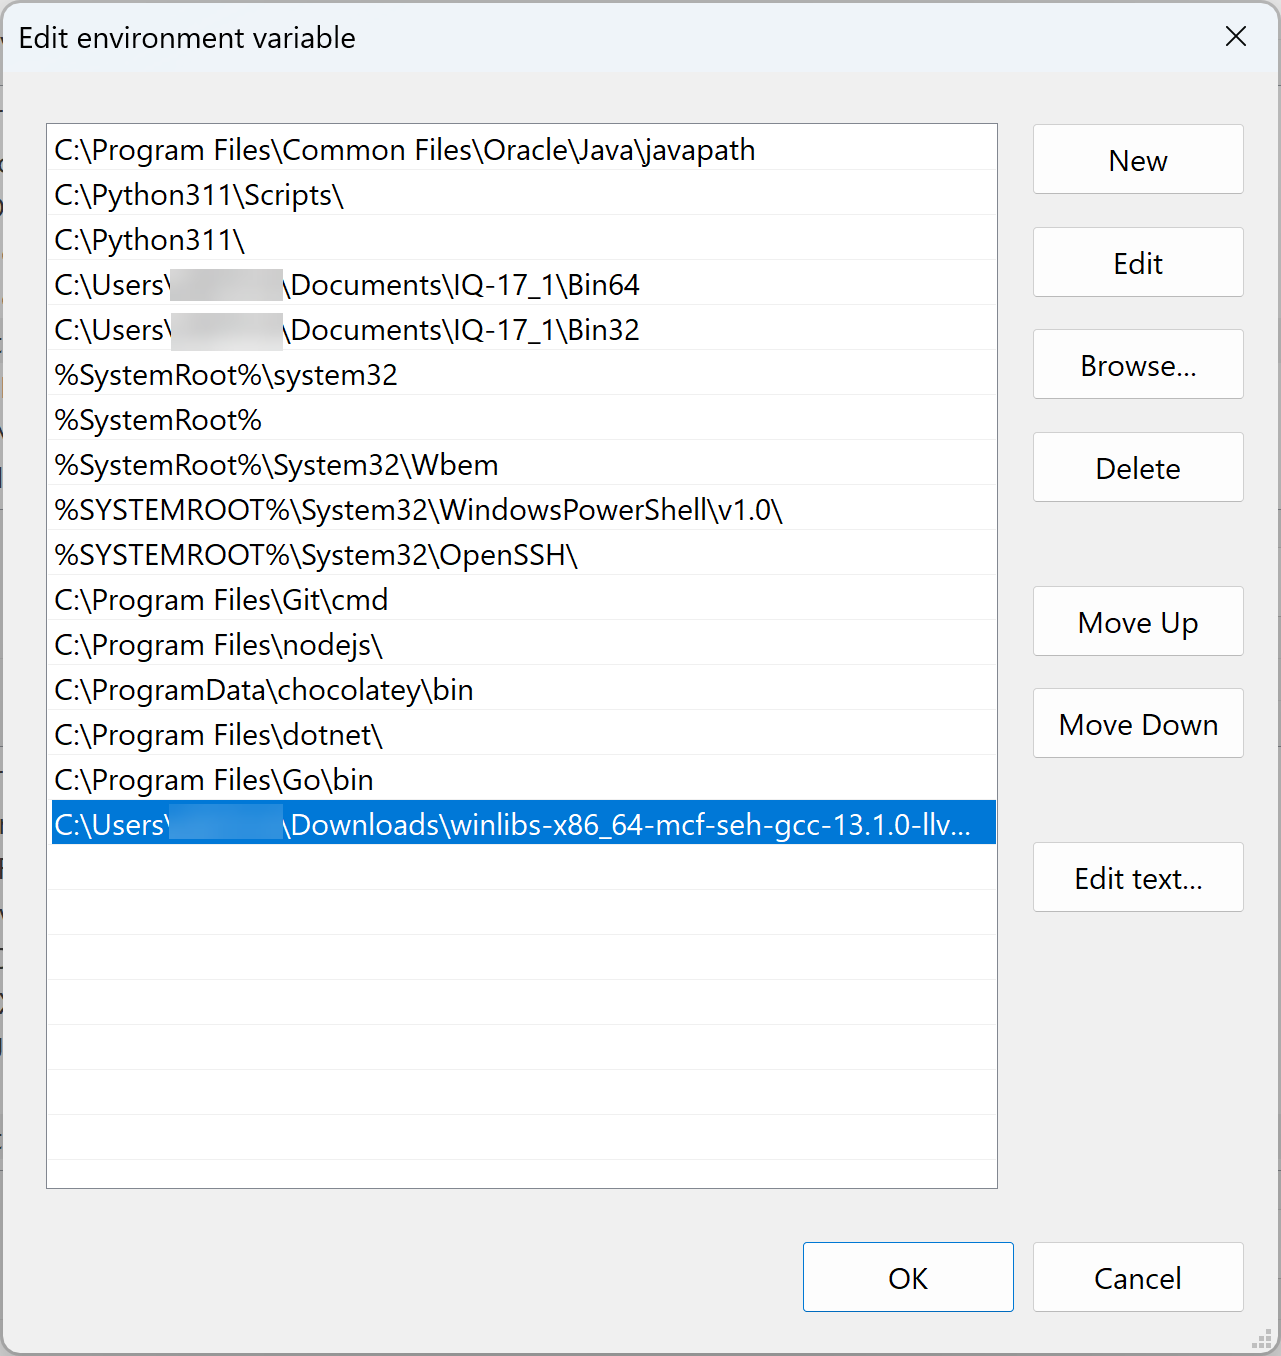 Edit environment variable
C:\Program Files\Common Files\Oracle\Java\javapath
New
C:\Python311\Scripts\
C:\Python311\
Edit
C:\Users\ \Documents\IQ-17_1\Bin64
C:\Users\ \Documents\IQ-17_1\Bin32
Browse...
%SystemRoot%\system32
%SystemRoot%
%SystemRoot%\System32\Wbem
Delete
%SYSTEMROOT%\System32\WindowsPowerShell\v1.0\
%SYSTEMROOT%\System32\OpenSSH\
C:\Program Files\Git\cmd
Move Up
C:\Program Files\nodejs\
C:\ProgramData\chocolatey\bin
C:\Program Files\dotnet\
Move Down
C:\Program Files\Go\bin
C:\Users\ \Downloads\winlibs-x86_64-mcf-seh-gcc-13.1.0-llv...
Edit text...
OK
Cancel